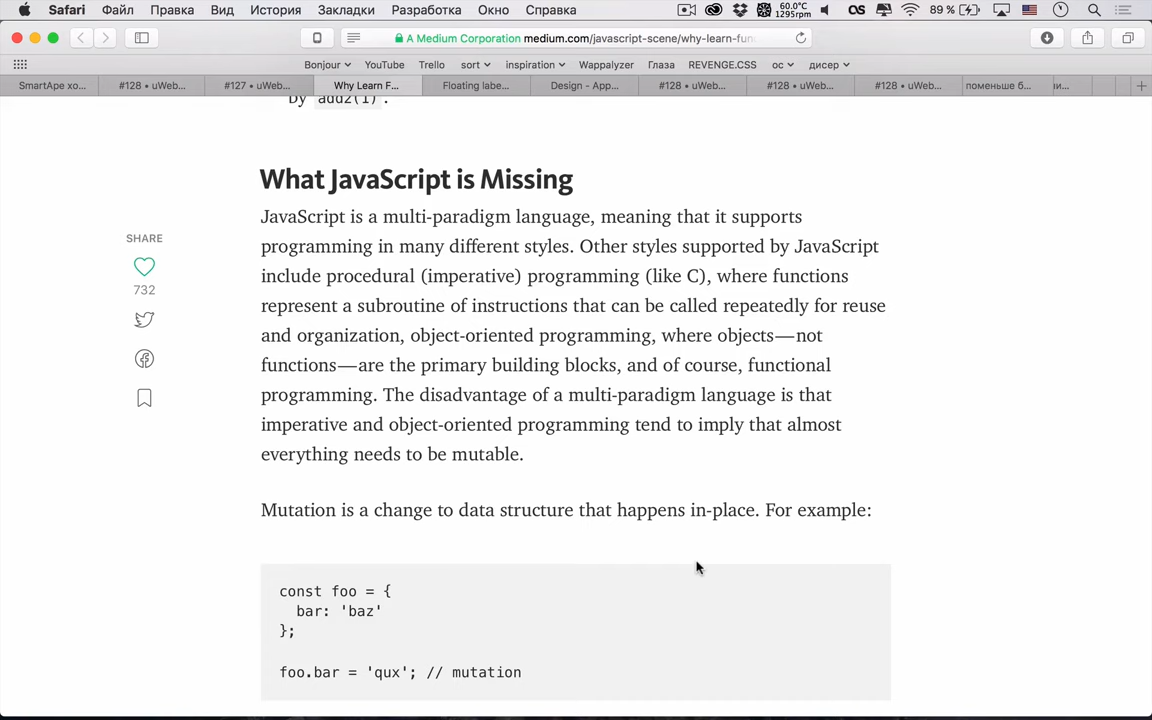 Safari Файл Правка Вид История Закладки Разработка Окно Справка 60.0°C 1295rpm 89 %
A Medium Corporation medium.com/javascript-scene/why-learn-fun
Bonjour YouTube Trello sort inspiration Wappalyzer Глаза REVENGE.CSS ос дисер
SmartApe хо... #128 • uWeb... #127 • uWeb... Why Learn F... Floating labe... Design - App... #128 • uWeb... #128 • uWeb... #128 • uWeb... поменьше б... и...
by add2(1) .
What JavaScript is Missing
JavaScript is a multi-paradigm language, meaning that it supports
programming in many different styles. Other styles supported by JavaScript
include procedural (imperative) programming (like C), where functions
represent a subroutine of instructions that can be called repeatedly for reuse
and organization, object-oriented programming, where objects—not
functions—are the primary building blocks, and of course, functional
programming. The disadvantage of a multi-paradigm language is that
imperative and object-oriented programming tend to imply that almost
everything needs to be mutable.
SHARE
732
Mutation is a change to data structure that happens in-place. For example:
const foo = {
bar: 'baz'
};
foo.bar = 'qux'; // mutation